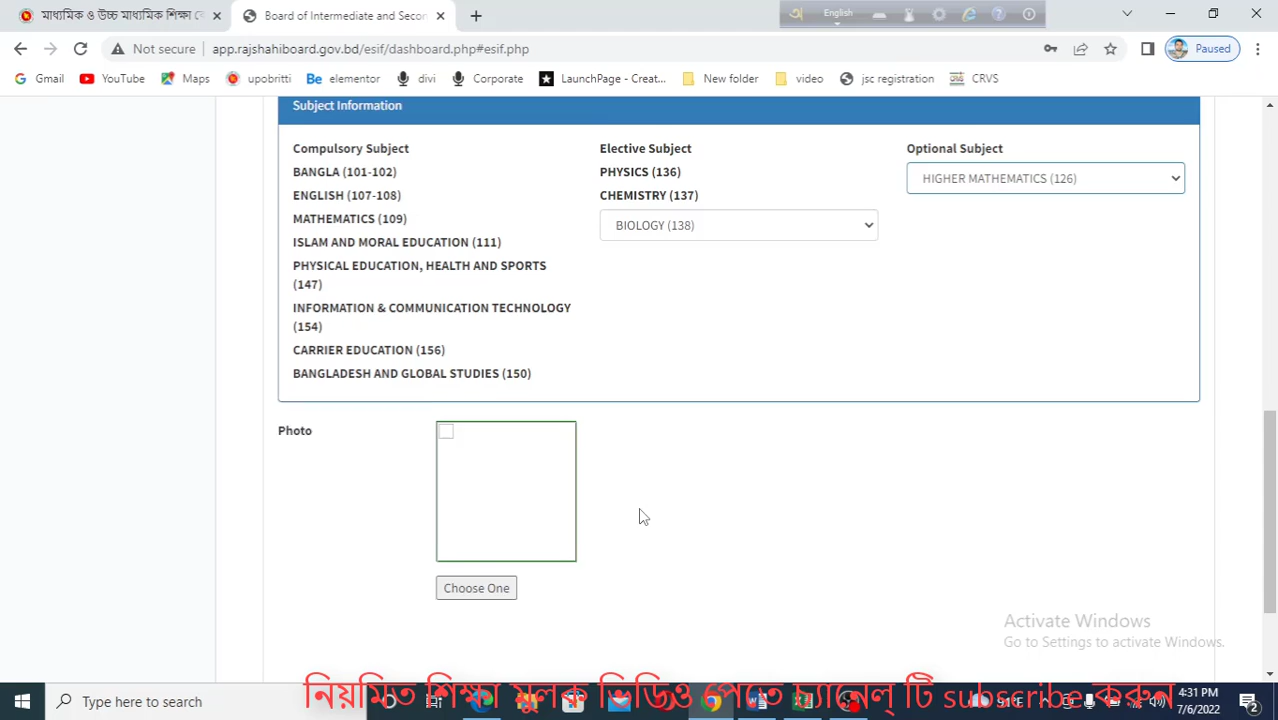 মাধ্যমিক ও উচ্চ মাধ্যমিক শিক্ষা
Board of Intermediate and Secon
English
Not secure
app.rajshahiboard.gov.bd/esif/dashboard.php#esif.php
Paused
Gmail
YouTube
Maps
upobritti
Be elementor
divi
Corporate
LaunchPage - Creat...
New folder
video
jsc registration
CRVS
Subject Information
Compulsory Subject
BANGLA (101-102)
ENGLISH (107-108)
MATHEMATICS (109)
ISLAM AND MORAL EDUCATION (111)
PHYSICAL EDUCATION, HEALTH AND SPORTS
(147)
INFORMATION & COMMUNICATION TECHNOLOGY
(154)
CARRIER EDUCATION (156)
BANGLADESH AND GLOBAL STUDIES (150)
Elective Subject
PHYSICS (136)
CHEMISTRY (137)
BIOLOGY (138)
Optional Subject
HIGHER MATHEMATICS (126)
Photo
Choose One
Activate Windows
Go to Settings to activate Windows.
নিয়মিত শিক্ষা মুলক ভিডিও পেতে চ্যানেল্ টি subscribe করুন
Type here to search
91°F
4:31 PM
7/6/2022
2